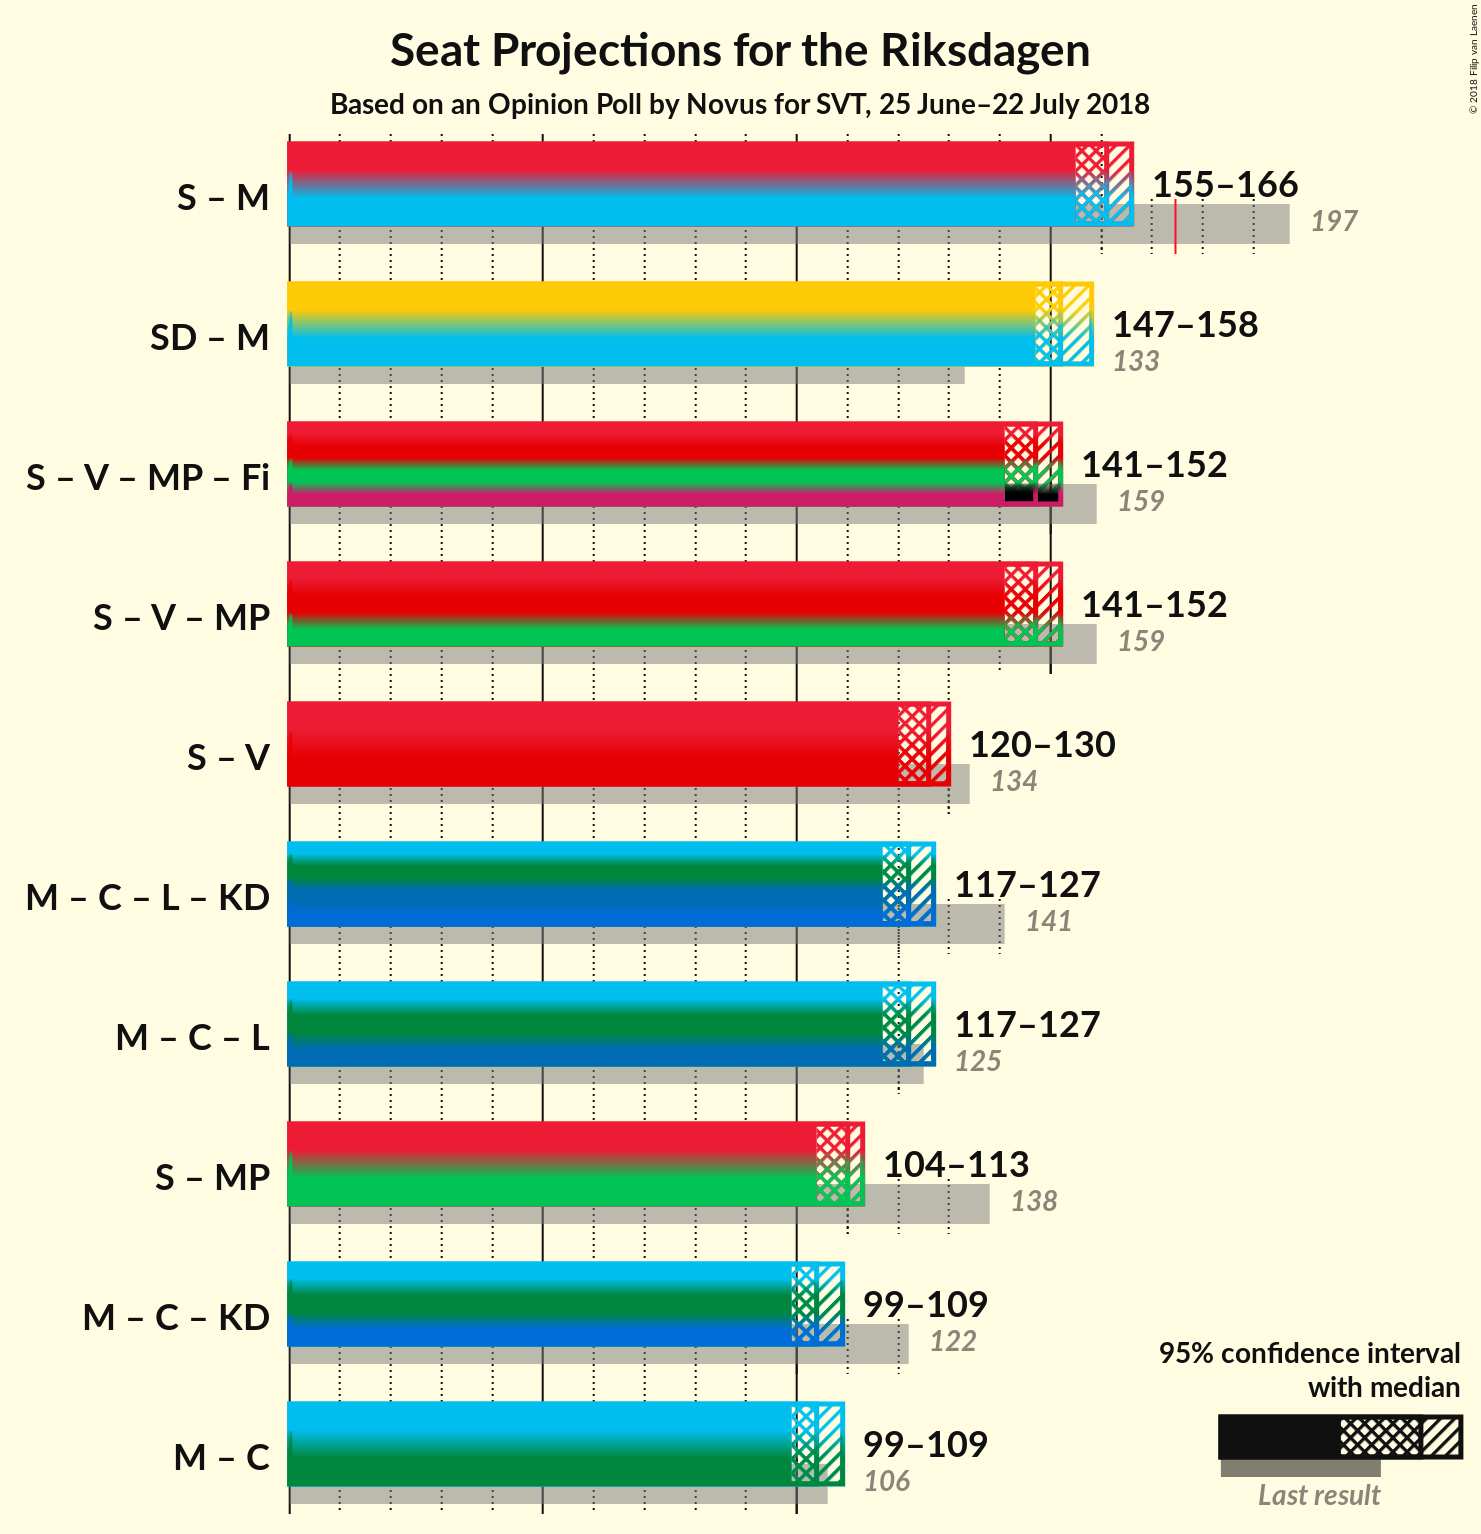 Seat Projections for the Riksdagen
Based on an Opinion Poll by Novus for SVT, 25 June–22 July 2018
© 2018 Filip van Laenen
S – M
155–166
197
SD – M
147–158
133
S – V – MP – Fi
141–152
159
S – V – MP
141–152
159
S – V
120–130
134
M – C – L – KD
117–127
141
M – C – L
117–127
125
S – MP
104–113
138
M – C – KD
99–109
122
M – C
99–109
106
95% confidence interval
with median
Last result